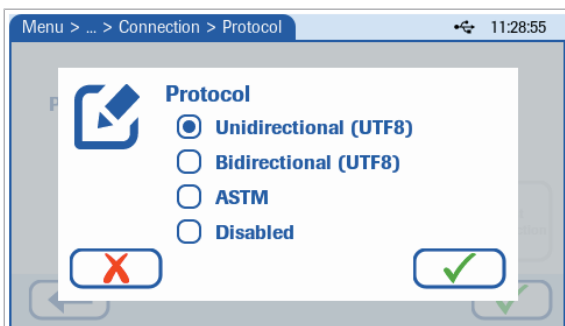 Menu > ... > Connection > Protocol 11:28:55
Protocol
Unidirectional (UTF8)
Bidirectional (UTF8)
ASTM
Disabled